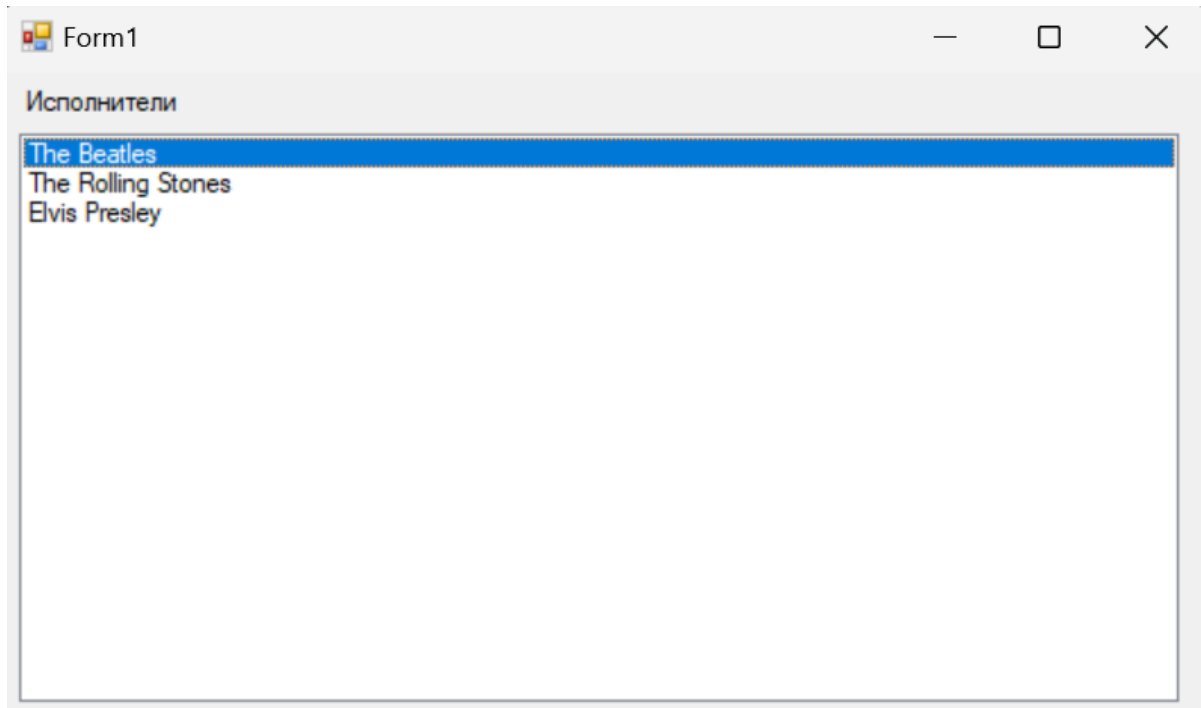 Form1
Исполнители
The Beatles
The Rolling Stones
Elvis Presley